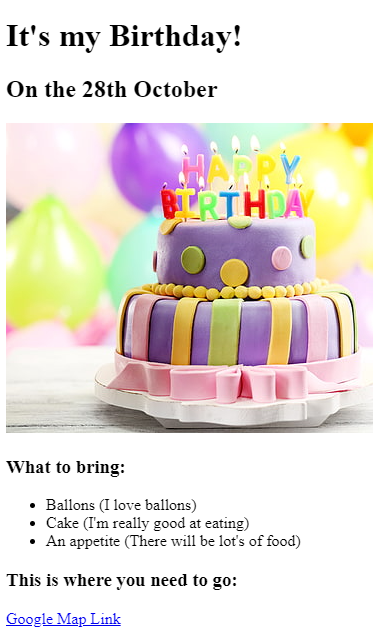 It's my Birthday!
On the 28th October
HAPPY
BIRTHDAY
What to bring:
Ballons (I love ballons)
Cake (I'm really good at eating)
An appetite (There will be lot's of food)
This is where you need to go:
Google Map Link